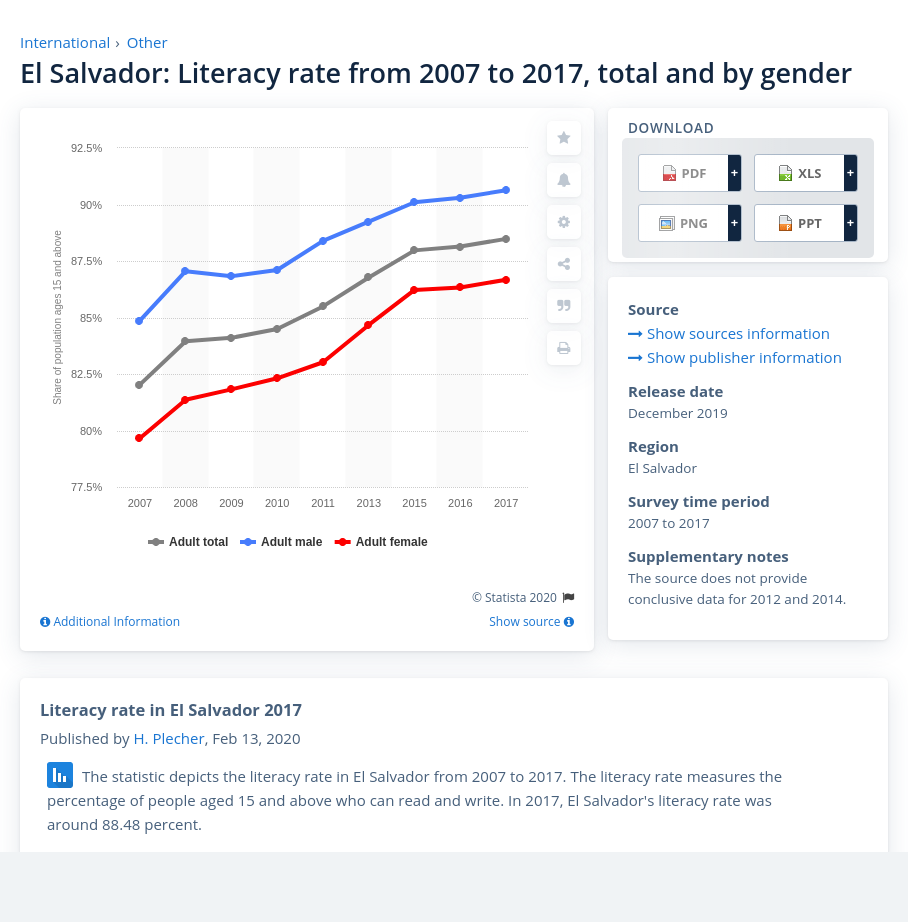 International › Other
El Salvador: Literacy rate from 2007 to 2017, total and by gender
92.5%
90%
87.5%
85%
82.5%
80%
77.5%
Share of population ages 15 and above
2007 2008 2009 2010 2011 2013 2015 2016 2017
Adult total Adult male Adult female
© Statista 2020
Additional Information Show source
DOWNLOAD
PDF + XLS +
PNG + PPT +
Source
Show sources information
Show publisher information
Release date
December 2019
Region
El Salvador
Survey time period
2007 to 2017
Supplementary notes
The source does not provide
conclusive data for 2012 and 2014.
Literacy rate in El Salvador 2017
Published by H. Plecher, Feb 13, 2020
The statistic depicts the literacy rate in El Salvador from 2007 to 2017. The literacy rate measures the
percentage of people aged 15 and above who can read and write. In 2017, El Salvador's literacy rate was
around 88.48 percent.